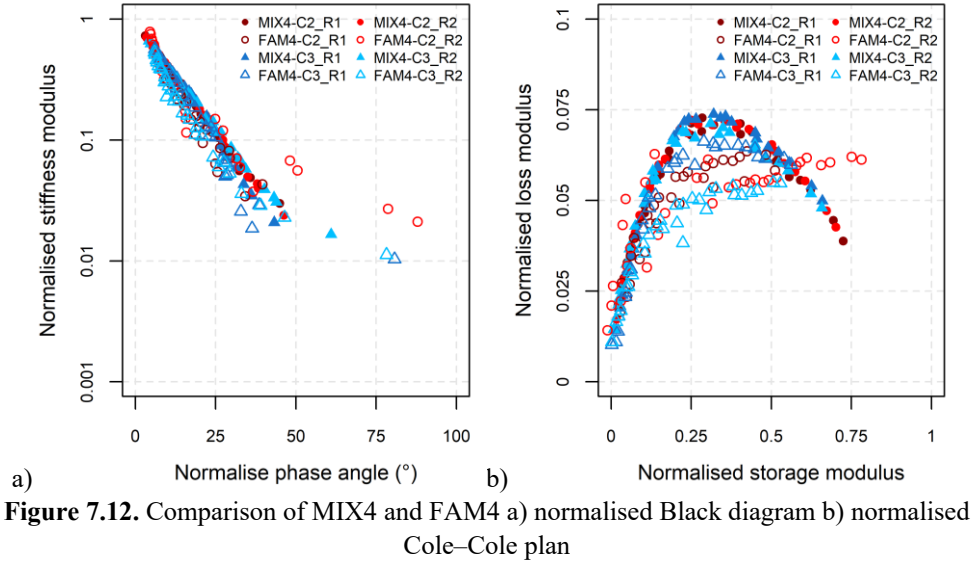 MIX4-C2_R1 MIX4-C2_R2
FAM4-C2_R1 FAM4-C2_R2
MIX4-C3_R1 MIX4-C3_R2
FAM4-C3_R1 FAM4-C3_R2
Normalised stiffness modulus
1
0.1
0.01
0.001
0 25 50 75 100
Normalise phase angle (°)
a)
MIX4-C2_R1 MIX4-C2_R2
FAM4-C2_R1 FAM4-C2_R2
MIX4-C3_R1 MIX4-C3_R2
FAM4-C3_R1 FAM4-C3_R2
Normalised loss modulus
0.1
0.075
0.05
0.025
0
0 0.25 0.5 0.75 1
Normalised storage modulus
b)
Figure 7.12. Comparison of MIX4 and FAM4 a) normalised Black diagram b) normalised
Cole–Cole plan